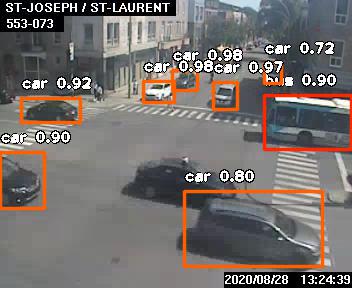 ST-JOSEPH / ST-LAURENT
553-073
car 0.72
car 0.98
car 0.98
car 0.97
car 0.92
bus 0.90
car 0.90
car 0.80
2020/08/28 13:24:39